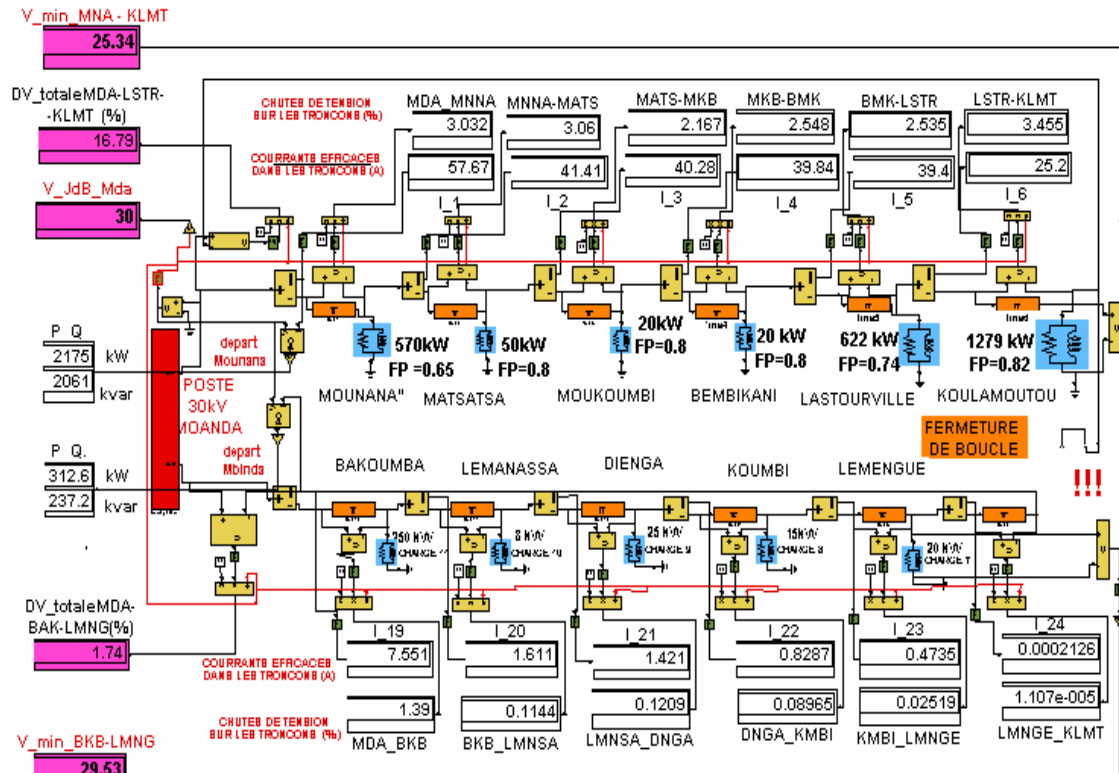 V_min_MNA - KLMT
25.34
DV_totaleMDA-LSTR-
-KLMT (%)
16.79
V_JdB_Mda
30
CHUTES DE TENSION
SUR LES TRONCONS (%)
MDA_MNNA
MNNA-MATS
MATS-MKB
MKB-BMK
BMK-LSTR
LSTR-KLMT
3.032
3.06
2.167
2.548
2.535
3.455
COURRANTS EFFICACES
DANS LES TRONCONS (A)
57.67
41.41
40.28
39.84
39.4
25.2
I_1
I_2
I_3
I_4
I_5
I_6
P Q
2175
kW
2061
kvar
depart
Mounana
POSTE
30kV
MOANDA
570kW
FP =0.65
50kW
FP=0.8
20kW
FP=0.8
20 kW
FP=0.8
622 kW
FP=0.74
1279 kW
FP=0.82
MOUNANA"
MATSATSA
MOUKOUMBI
BEMBIKANI
LASTOURVILLE
KOULAMOUTOU
FERMETURE
DE BOUCLE
!!!
P Q.
312.6
kW
237.2
kvar
depart
Mbinda
BAKOUMBA
LEMANASSA
DIENGA
KOUMBI
LEMENGUE
DV_totaleMDA-
BAK-LMNG(%)
1.74
I_19
I_20
I_21
I_22
I_23
I_24
COURRANTS EFFICACES
DANS LES TRONCONS (A)
7.551
1.611
1.421
0.8287
0.4735
0.0002126
CHUTES DE TENSION
SUR LES TRONCONS (%)
1.39
0.1144
0.1209
0.08965
0.02519
1.107e-005
MDA_BKB
BKB_LMNSA
LMNSA_DNGA
DNGA_KMBI
KMBI_LMNGE
LMNGE_KLMT
V_min_BKB-LMNG
29.53